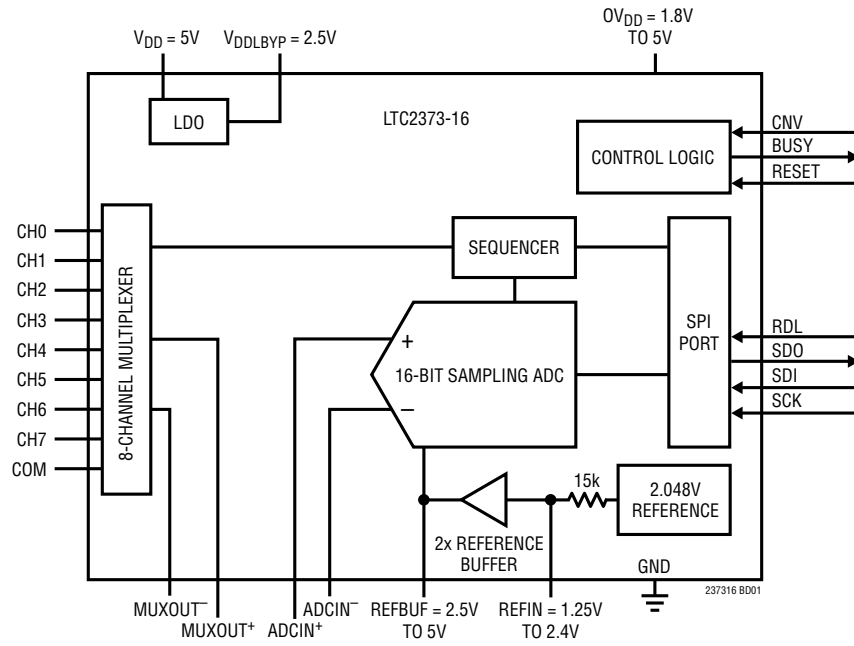 OVDD = 1.8V
TO 5V
VDD = 5V
VDDLBYP = 2.5V
LDO
LTC2373-16
CONTROL LOGIC
CNV
BUSY
RESET
CH0
CH1
CH2
CH3
CH4
CH5
CH6
CH7
COM
8-CHANNEL MULTIPLEXER
SEQUENCER
+
16-BIT SAMPLING ADC
–
SPI
PORT
RDL
SDO
SDI
SCK
15k
2.048V
REFERENCE
2x REFERENCE
BUFFER
GND
237316 BD01
MUXOUT–
MUXOUT+
ADCIN+
ADCIN–
REFBUF = 2.5V
TO 5V
REFIN = 1.25V
TO 2.4V